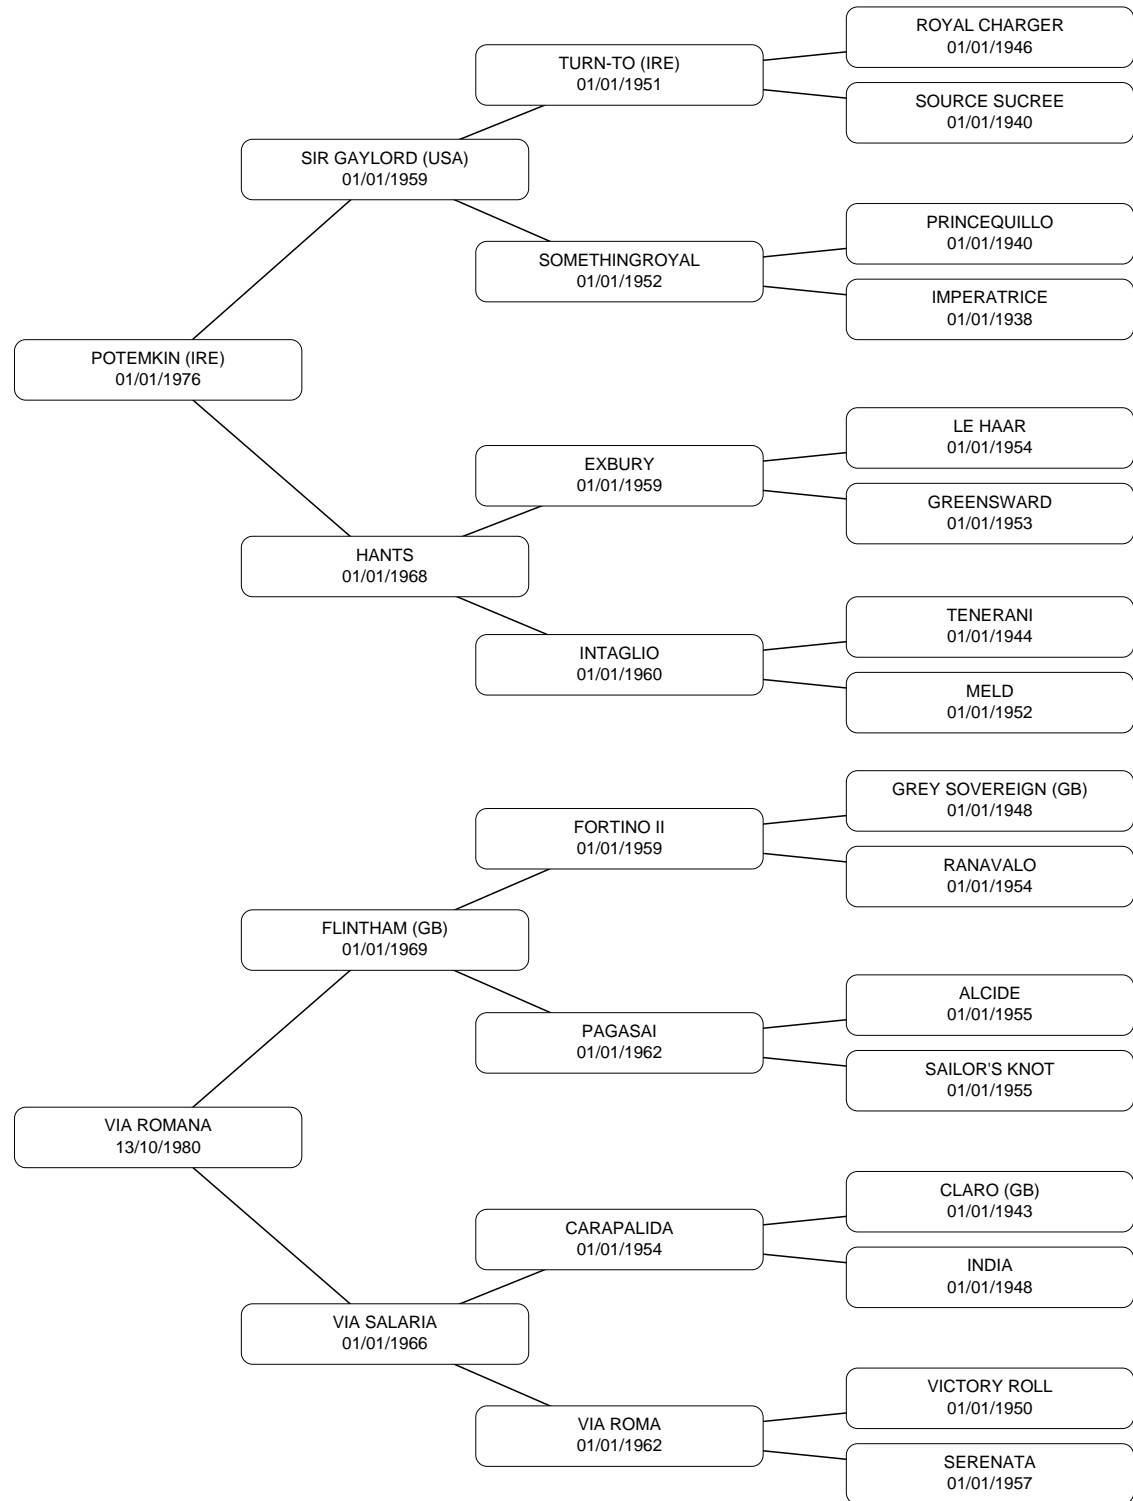 ROYAL CHARGER
01/01/1946
TURN-TO (IRE)
01/01/1951
SOURCE SUCREE
01/01/1940
SIR GAYLORD (USA)
01/01/1959
PRINCEQUILLO
01/01/1940
SOMETHINGROYAL
01/01/1952
IMPERATRICE
01/01/1938
POTEMKIN (IRE)
01/01/1976
LE HAAR
01/01/1954
EXBURY
01/01/1959
GREENSWARD
01/01/1953
HANTS
01/01/1968
TENERANI
01/01/1944
INTAGLIO
01/01/1960
MELD
01/01/1952
GREY SOVEREIGN (GB)
01/01/1948
FORTINO II
01/01/1959
RANAVALO
01/01/1954
FLINTHAM (GB)
01/01/1969
ALCIDE
01/01/1955
PAGASAI
01/01/1962
SAILOR'S KNOT
01/01/1955
VIA ROMANA
13/10/1980
CLARO (GB)
01/01/1943
CARAPALIDA
01/01/1954
INDIA
01/01/1948
VIA SALARIA
01/01/1966
VICTORY ROLL
01/01/1950
VIA ROMA
01/01/1962
SERENATA
01/01/1957